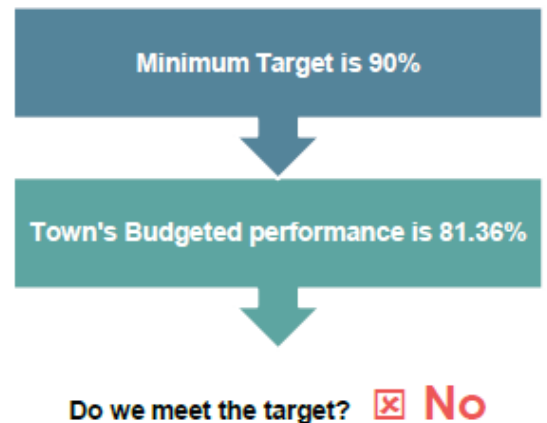 Minimum Target is 90%
Town's Budgeted performance is 81.36%
Do we meet the target? ☒ No